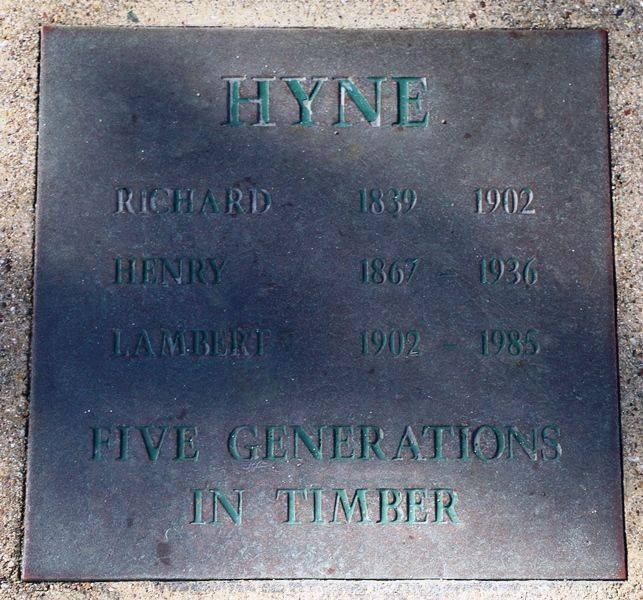 HYNE
RICHARD 1839 - 1902
HENRY 1867 - 1936
LAMBERT 1902 - 1985
FIVE GENERATIONS
IN TIMBER